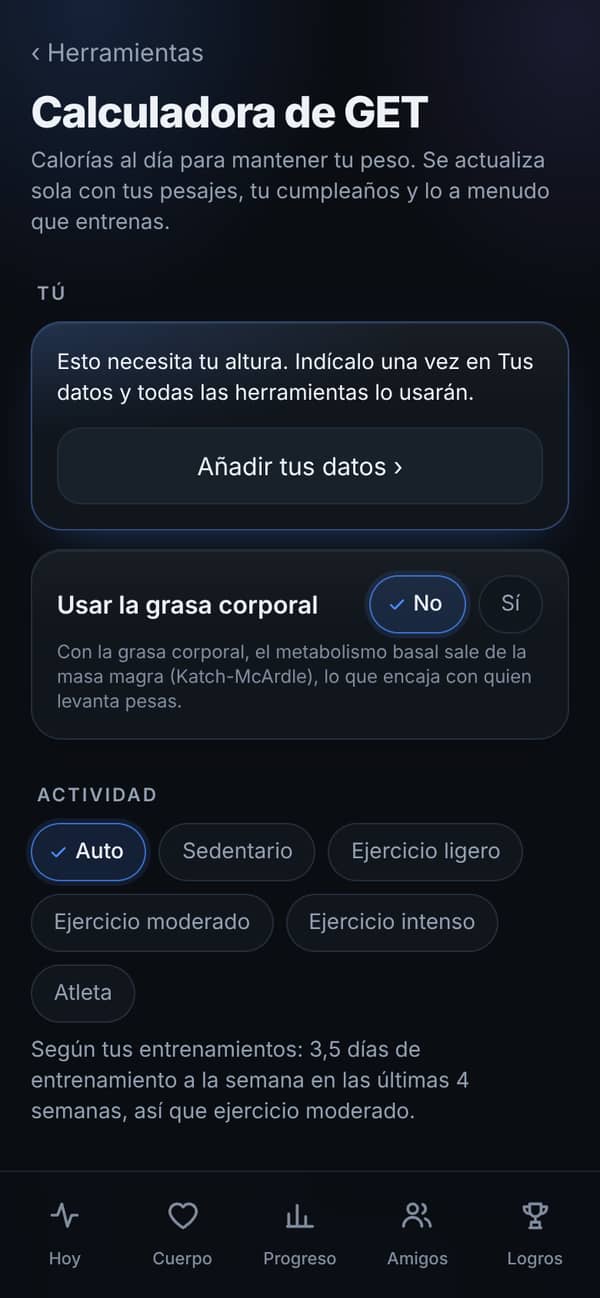 ‹ Herramientas
Calculadora de GET
Calorías al día para mantener tu peso. Se actualiza
sola con tus pesajes, tu cumpleaños y lo a menudo
que entrenas.
TÚ
Esto necesita tu altura. Indícalo una vez en Tus
datos y todas las herramientas lo usarán.
Añadir tus datos ›
Usar la grasa corporal
No
Sí
Con la grasa corporal, el metabolismo basal sale de la
masa magra (Katch-McArdle), lo que encaja con quien
levanta pesas.
ACTIVIDAD
Auto
Sedentario
Ejercicio ligero
Ejercicio moderado
Ejercicio intenso
Atleta
Según tus entrenamientos: 3,5 días de
entrenamiento a la semana en las últimas 4
semanas, así que ejercicio moderado.
Hoy
Cuerpo
Progreso
Amigos
Logros